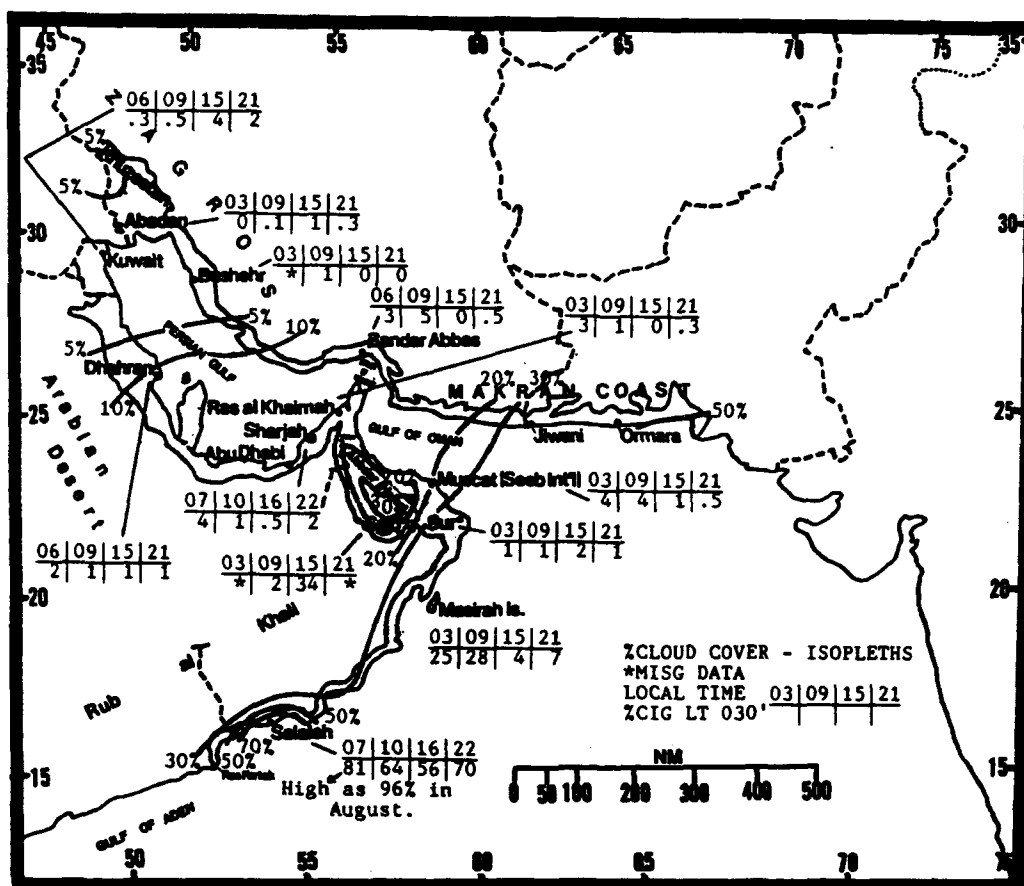 45 50 55 60 65 70 75 35
35
Z 06 09 15 21
.3 .5 4 2
5%
A
G
5%
R
03 09 15 21
0 .1 1 .3
Abadan
30 30
O
Kuwait
03 09 15 21
* 1 0 0
Bushehr
S
06 09 15 21
3 5 0 .5
03 09 15 21
3 1 0 .3
5% 10%
Bandar Abbas
5%
PERSIAN GULF
Dhahran
20% 30%
MAKRAN COAST
10%
Ras al Khaimah
50%
25 25
Arabian Desert
Sharjah
GULF OF OMAN
Jiwani Ormara
Abu Dhabi
Muscat (Seeb Int'l)
03 09 15 21
4 4 1 .5
07 10 16 22
4 1 .5 2
Sur
03 09 15 21
1 1 2 1
06 09 15 21
2 1 1 1
20%
03 09 15 21
* 2 34 *
20 20
Khali
Masirah Is.
03 09 15 21
25 28 4 7
%CLOUD COVER - ISOPLETHS
*MISG DATA
LOCAL TIME 03 09 15 21
%CIG LT 030'
al
Rub
50%
Salalah
70%
30% 50%
07 10 16 22
81 64 56 70
High as 96% in
August.
NM
0 50 100 200 300 400 500
15 15
GULF OF ADEN
50 55 60 65 70 75